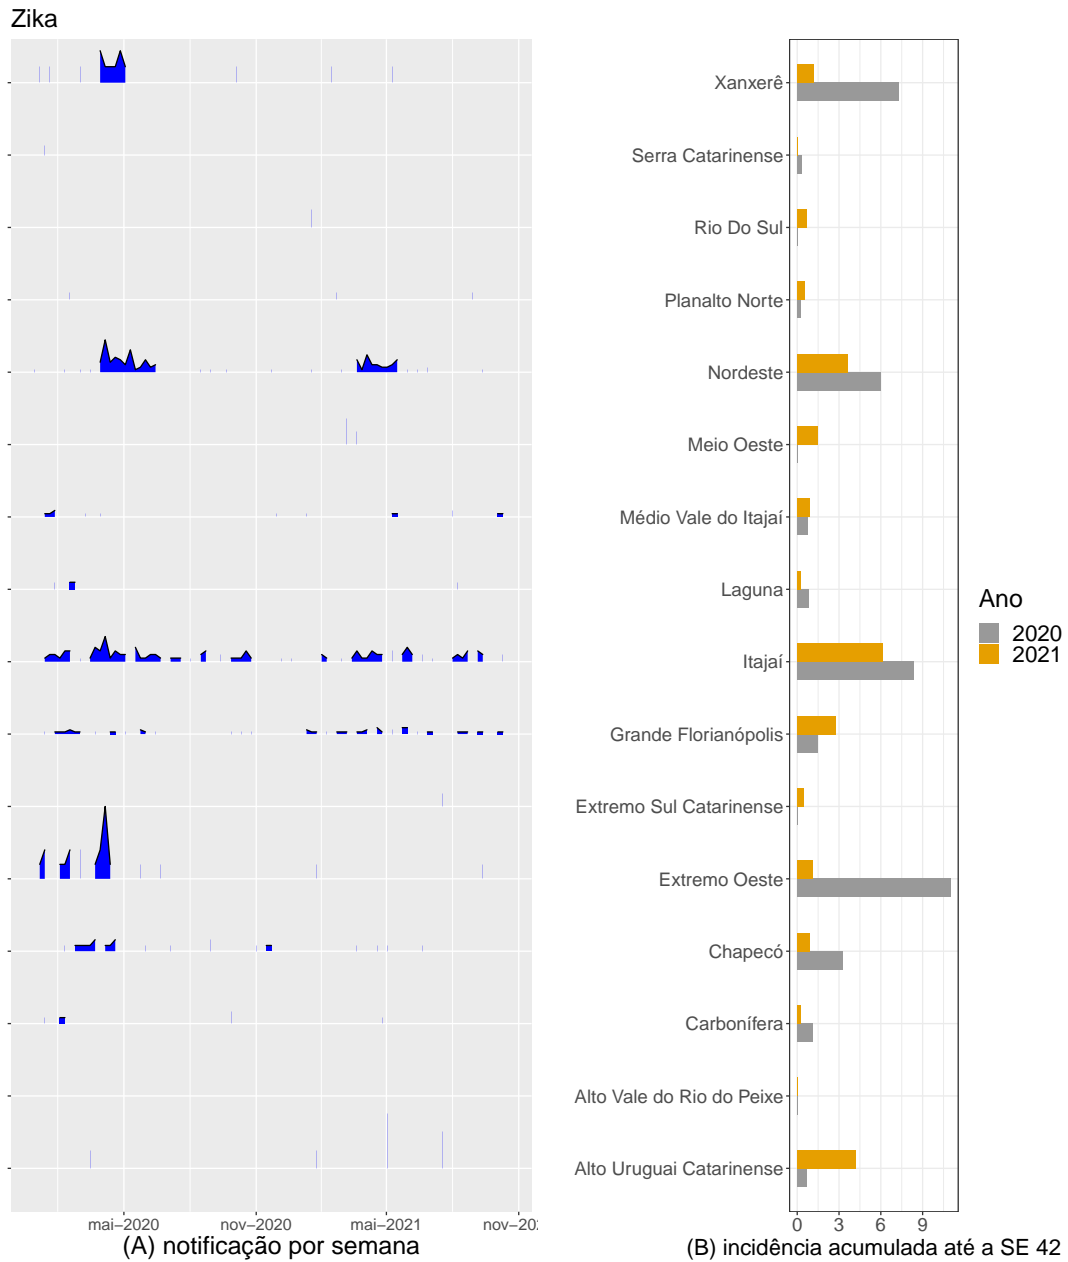 Zika
Xanxerê
Serra Catarinense
Rio Do Sul
Planalto Norte
Nordeste
Meio Oeste
Médio Vale do Itajaí
Laguna
Itajaí
Grande Florianópolis
Extremo Sul Catarinense
Extremo Oeste
Chapecó
Carbonífera
Alto Vale do Rio do Peixe
Alto Uruguai Catarinense
mai–2020 nov–2020 mai–2021 nov–202
(A) notificação por semana
0 3 6 9
(B) incidência acumulada até a SE 42
Ano
2020
2021